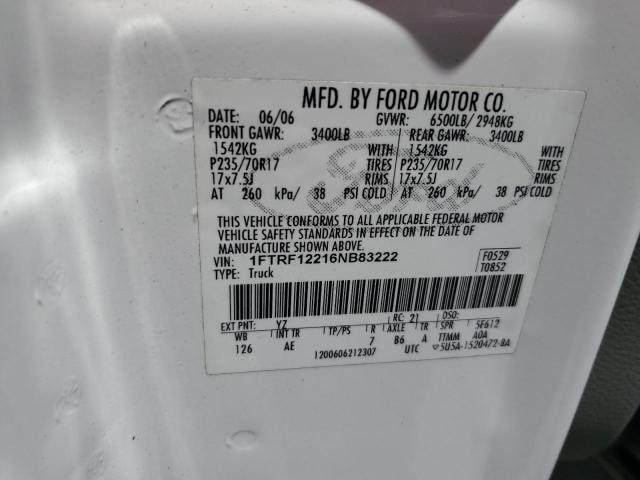 MFD. BY FORD MOTOR CO.
DATE: 06/06 GVWR: 6500LB/ 2948KG
FRONT GAWR: 3400LB REAR GAWR: 3400LB
1542KG WITH 1542KG WITH
P235/70R17 TIRES P235/70R17 TIRES
17x7.5J RIMS 17x7.5J RIMS
AT 260 kPa/ 38 PSI COLD AT 260 kPa/ 38 PSI COLD
THIS VEHICLE CONFORMS TO ALL APPLICABLE FEDERAL MOTOR
VEHICLE SAFETY STANDARDS IN EFFECT ON THE DATE OF
MANUFACTURE SHOWN ABOVE.
VIN: 1FTRF12216NB83222 F0529
TYPE: Truck T0852
EXT PNT: YZ RC: 21 DSO:
WB INT TR TP/PS R AXLE TR SPR 5F612
126 AE 7 B6 A TTMM A0A
1200606212307 UTC ▽5U5A-1520472-BA